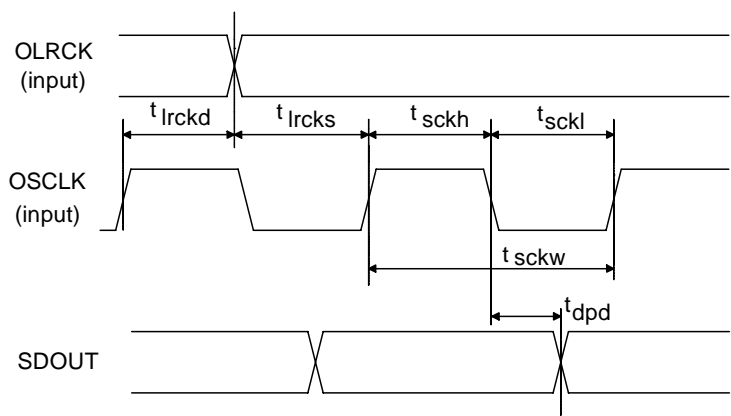 OLRCK
(input)
t lrckd
t lrcks
t sckh
t sckl
OSCLK
(input)
t sckw
t dpd
SDOUT